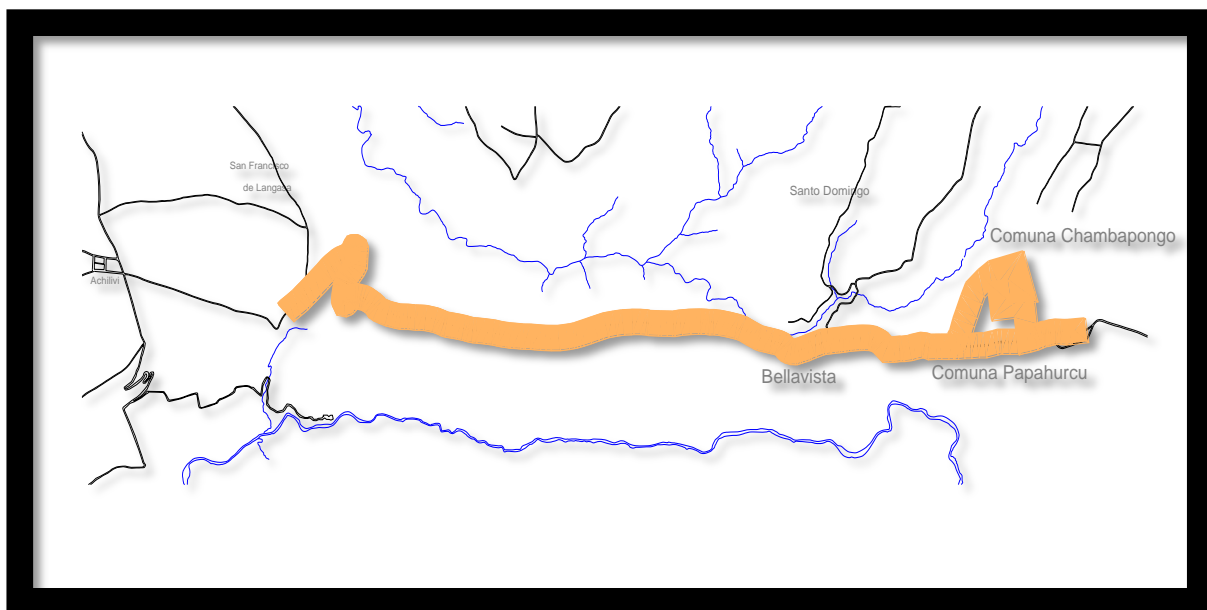 San Francisco
de Langasa
Santo Domingo
Comuna Chambapongo
Achilivi
Bellavista
Comuna Papahurcu